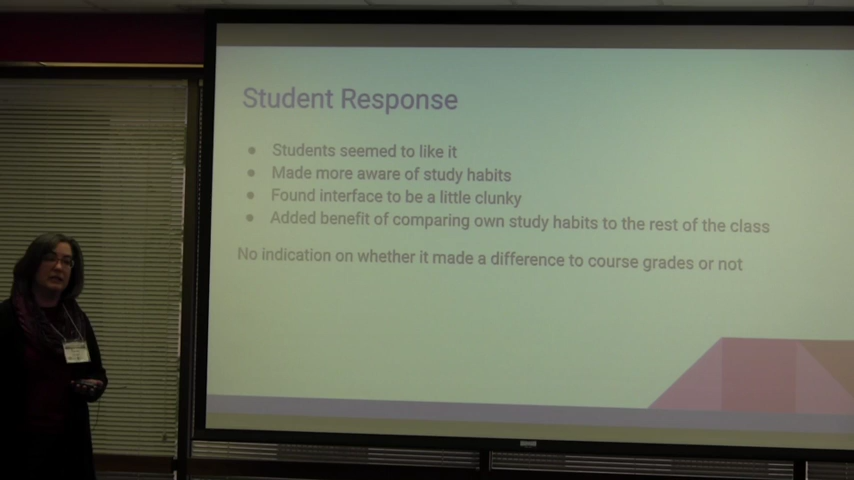 Student Response
● Students seemed to like it
● Made more aware of study habits
● Found interface to be a little clunky
● Added benefit of comparing own study habits to the rest of the class
No indication on whether it made a difference to course grades or not